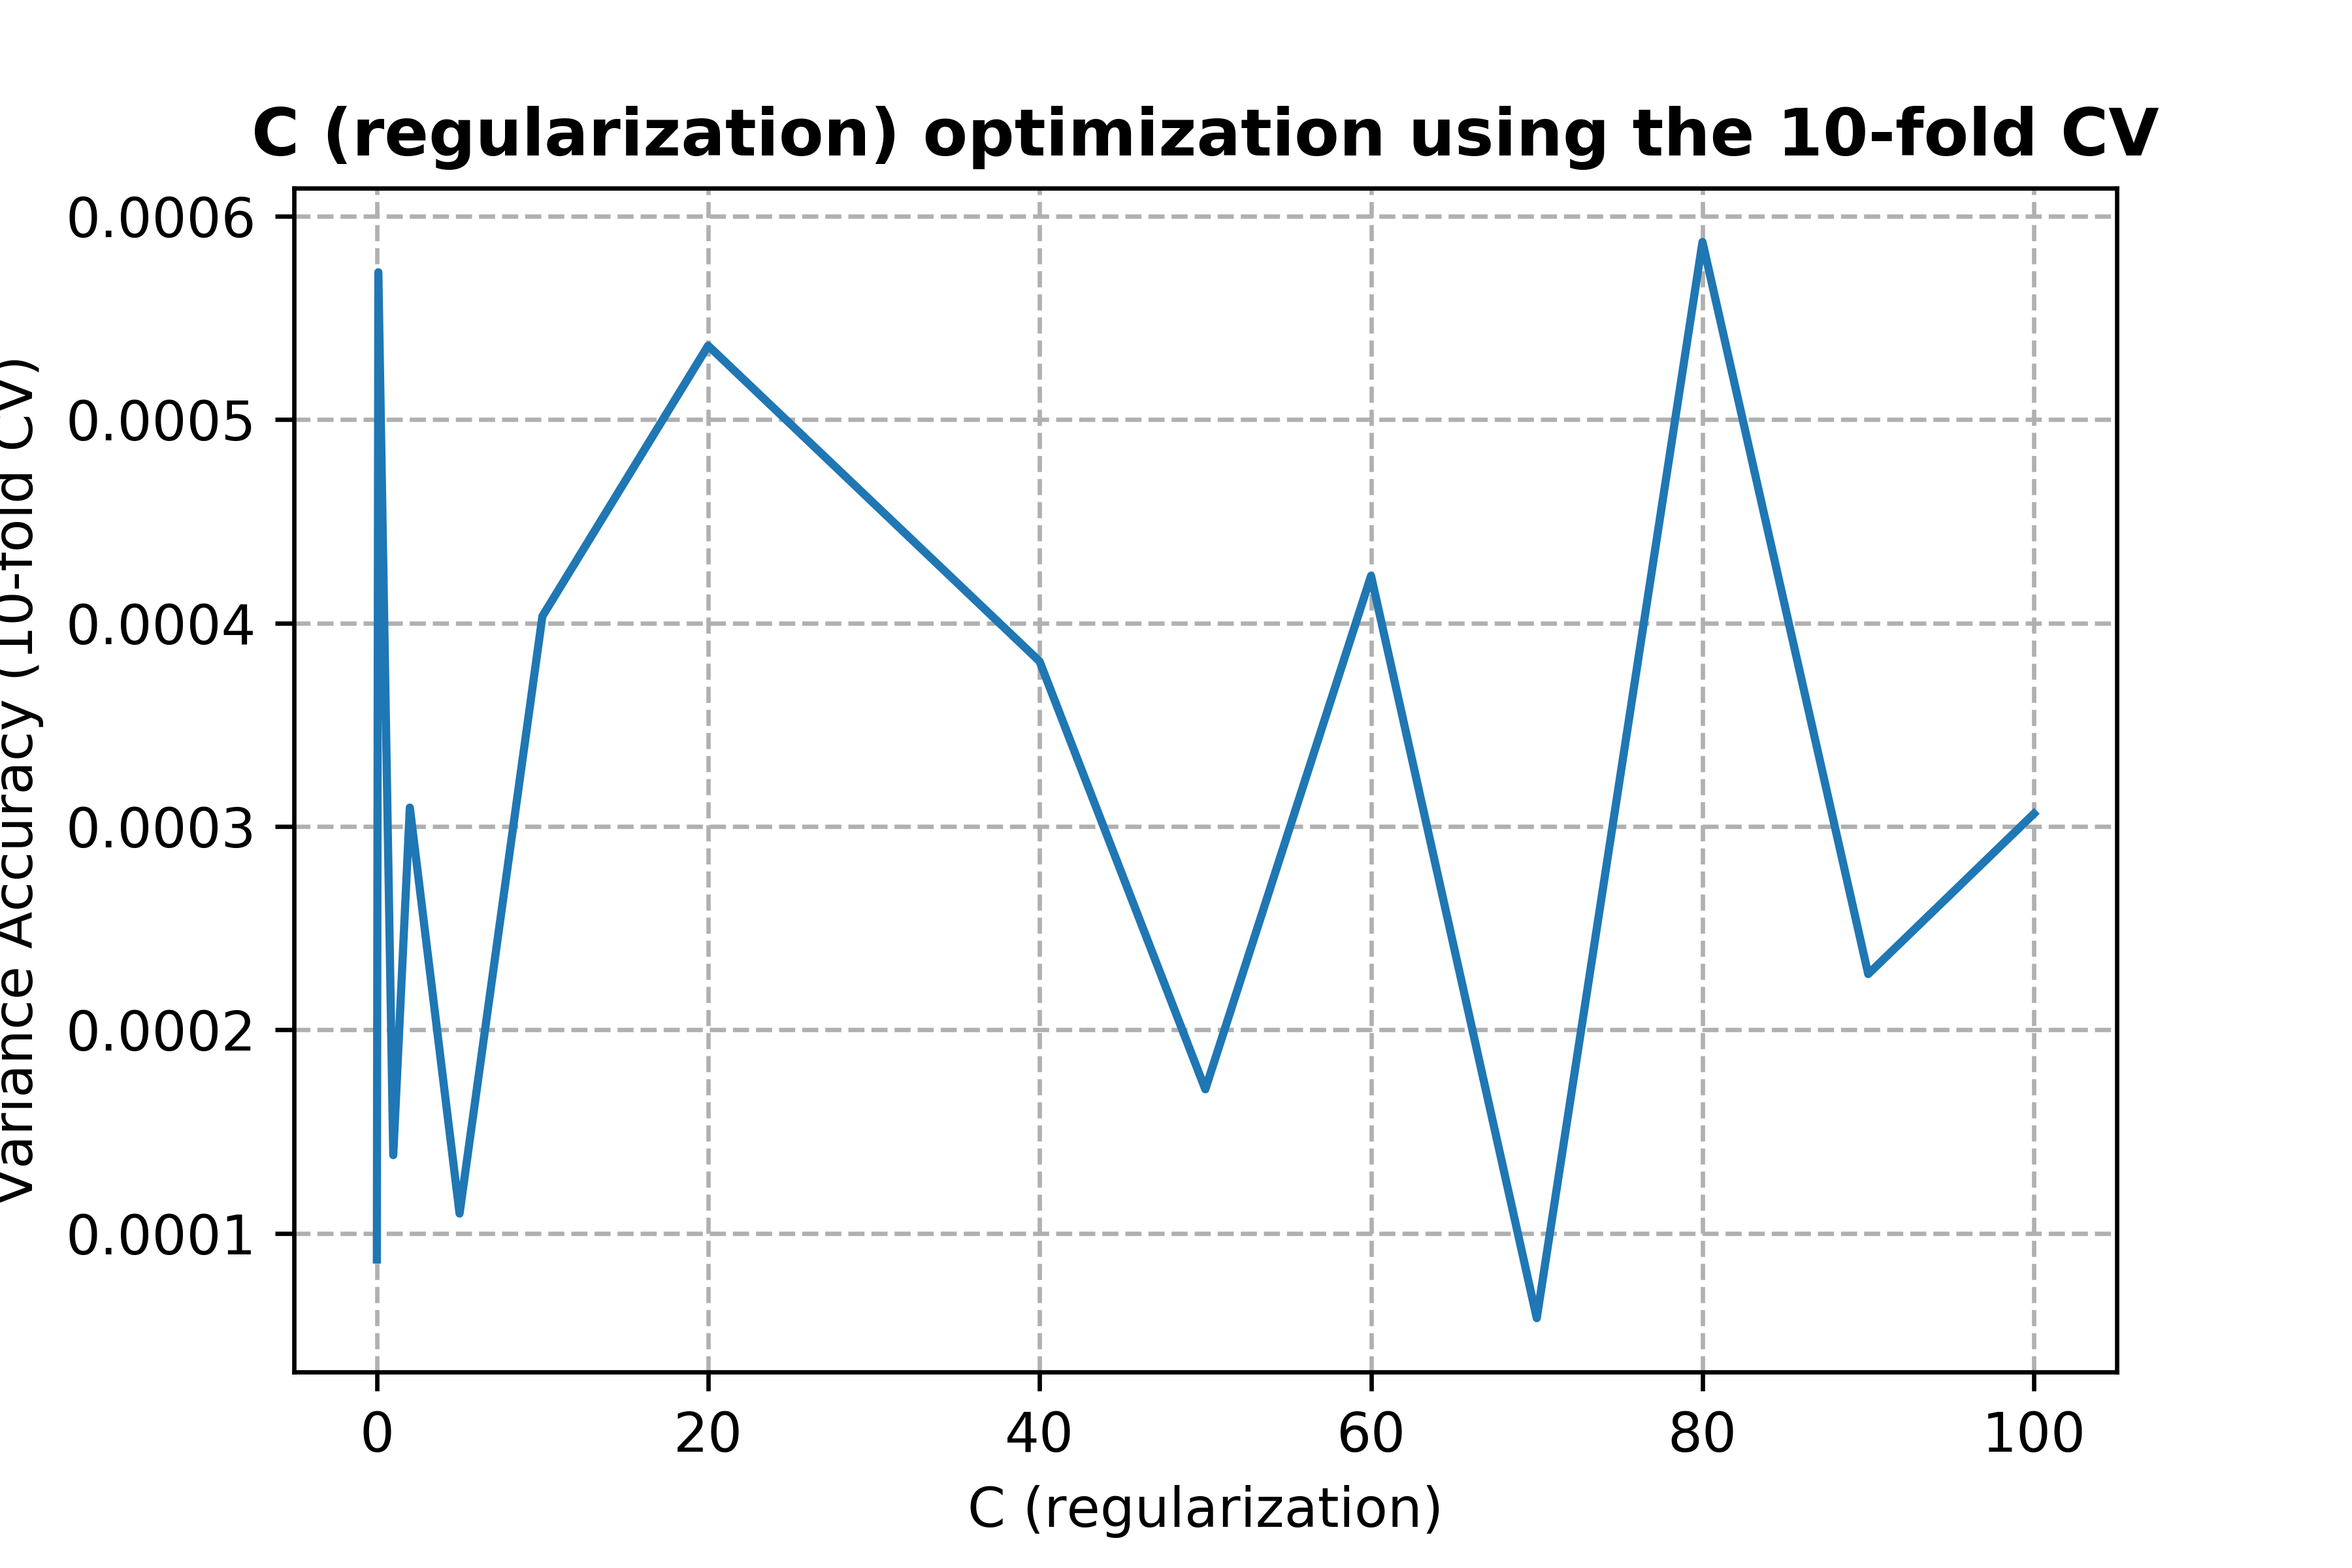 C (regularization) optimization using the 10-fold CV
Variance Accuracy (10-fold CV)
0.0006
0.0005
0.0004
0.0003
0.0002
0.0001
0 20 40 60 80 100
C (regularization)